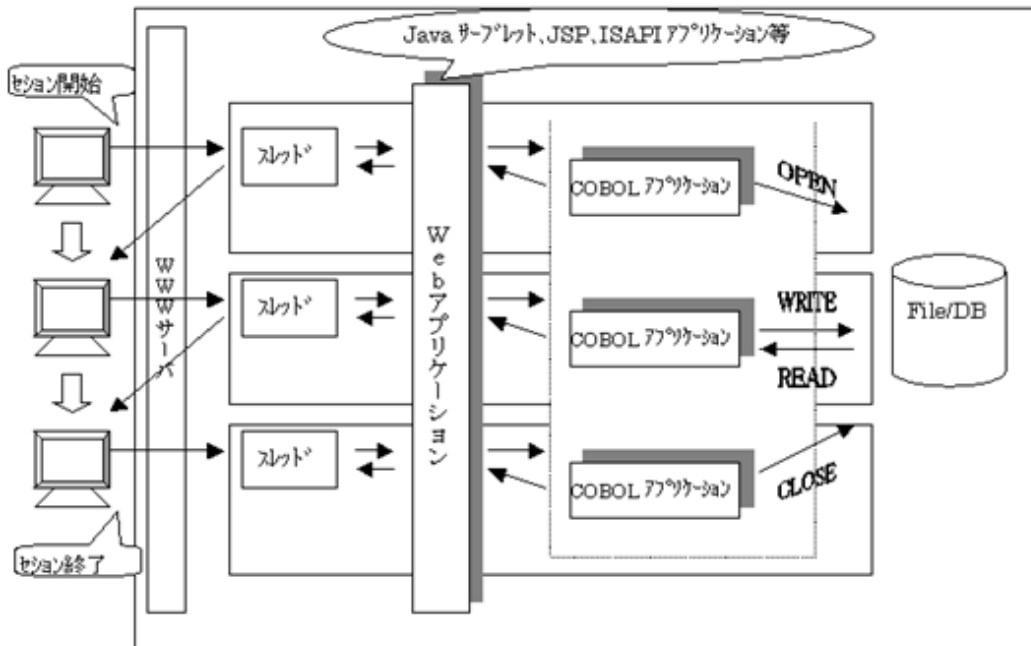 Java ｻｰﾌﾞﾚｯﾄ､JSP､ISAPI ｱﾌﾟﾘｹｰｼｮﾝ等
ｾｼｮﾝ開始
ｽﾚｯﾄﾞ
COBOL ｱﾌﾟﾘｹｰｼｮﾝ
OPEN
WWWサーバ
Webアプリケーション
ｽﾚｯﾄﾞ
COBOL ｱﾌﾟﾘｹｰｼｮﾝ
WRITE
READ
File/DB
ｽﾚｯﾄﾞ
COBOL ｱﾌﾟﾘｹｰｼｮﾝ
CLOSE
ｾｼｮﾝ終了